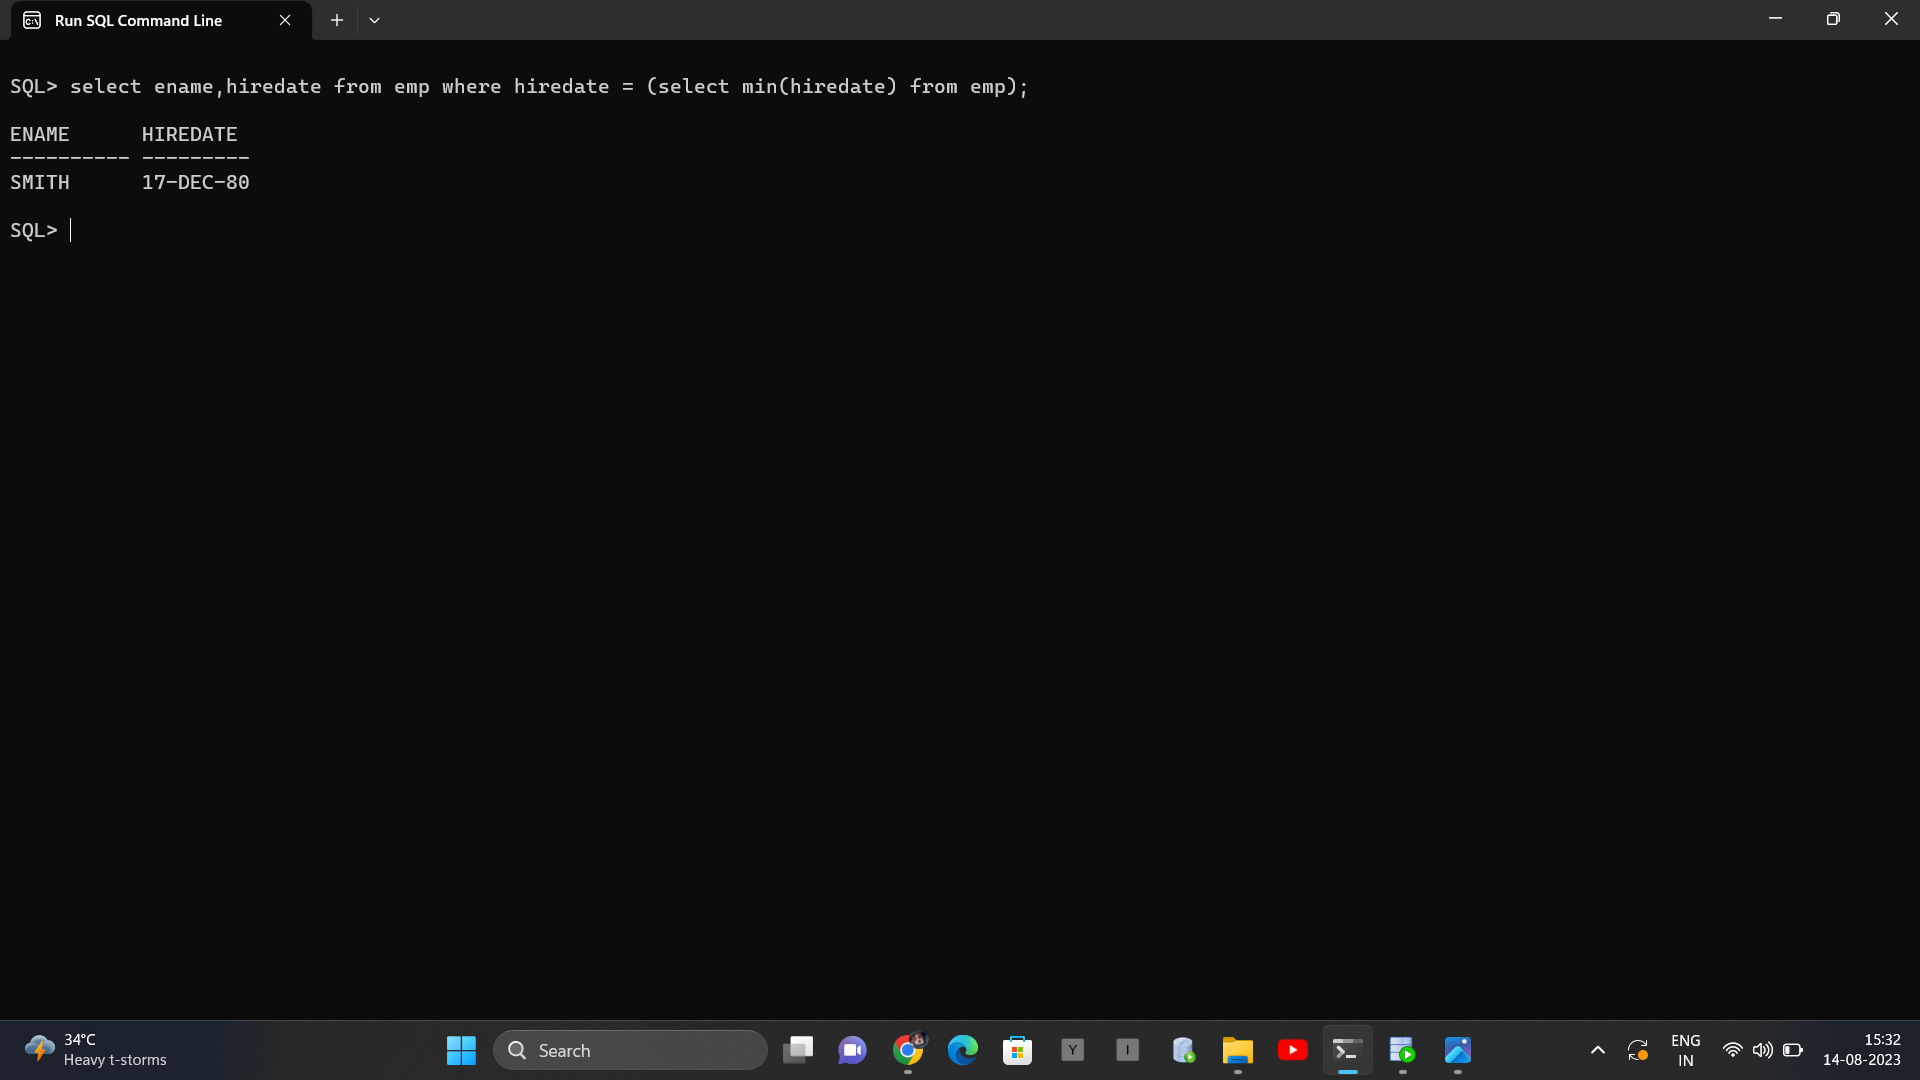 Run SQL Command Line
SQL> select ename,hiredate from emp where hiredate = (select min(hiredate) from emp);
ENAME      HIREDATE
---------- ---------
SMITH      17-DEC-80
SQL>
34°C
Heavy t-storms
Search
Y
I
ENG
IN
15:32
14-08-2023